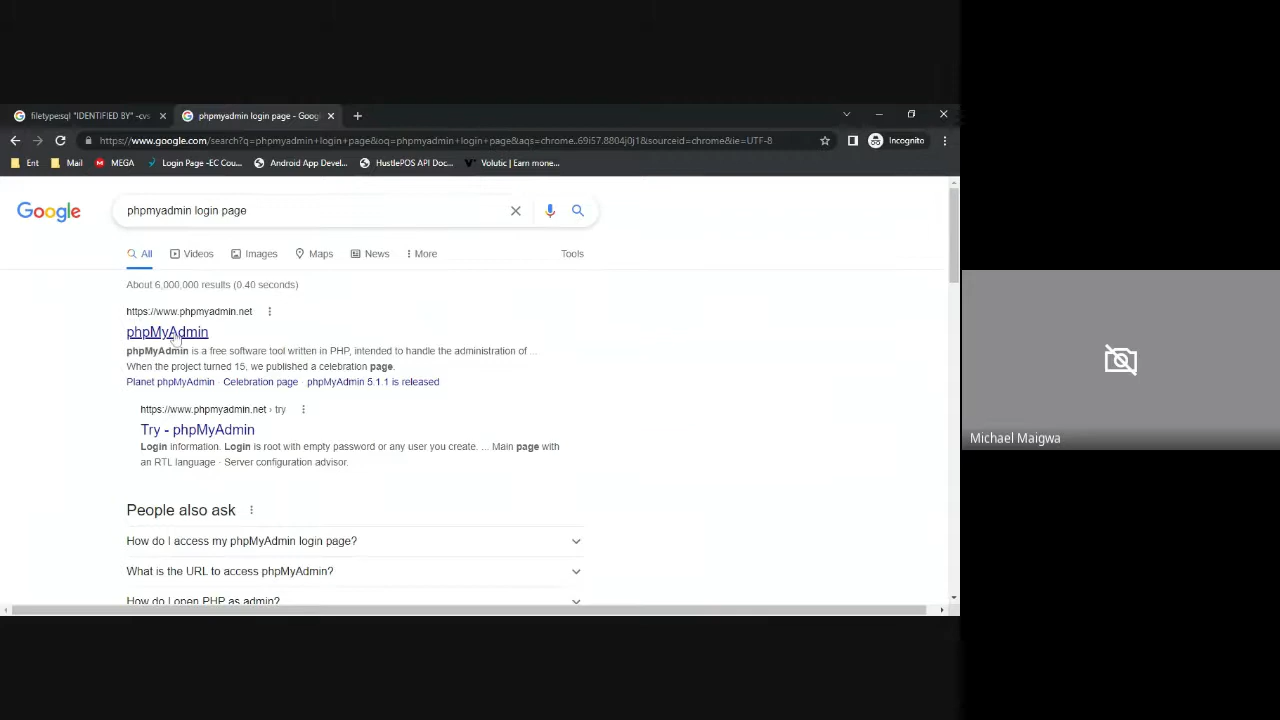 filetype:sql "IDENTIFIED BY" -cvs
phpmyadmin login page - Googl
https://www.google.com/search?q=phpmyadmin+login+page&oq=phpmyadmin+login+page&aqs=chrome..69i57.8804j0j1&sourceid=chrome&ie=UTF-8
Incognito
Ent
Mail
MEGA
Login Page -EC Cou...
Android App Devel...
HustlePOS API Doc...
Volutic | Earn mone...
Google
phpmyadmin login page
All
Videos
Images
Maps
News
More
Tools
About 6,000,000 results (0.40 seconds)
https://www.phpmyadmin.net
phpMyAdmin
phpMyAdmin is a free software tool written in PHP, intended to handle the administration of ...
When the project turned 15, we published a celebration page.
Planet phpMyAdmin · Celebration page · phpMyAdmin 5.1.1 is released
https://www.phpmyadmin.net › try
Try - phpMyAdmin
Login information. Login is root with empty password or any user you create. ... Main page with
an RTL language · Server configuration advisor.
People also ask
How do I access my phpMyAdmin login page?
What is the URL to access phpMyAdmin?
How do I open PHP as admin?
Michael Maigwa